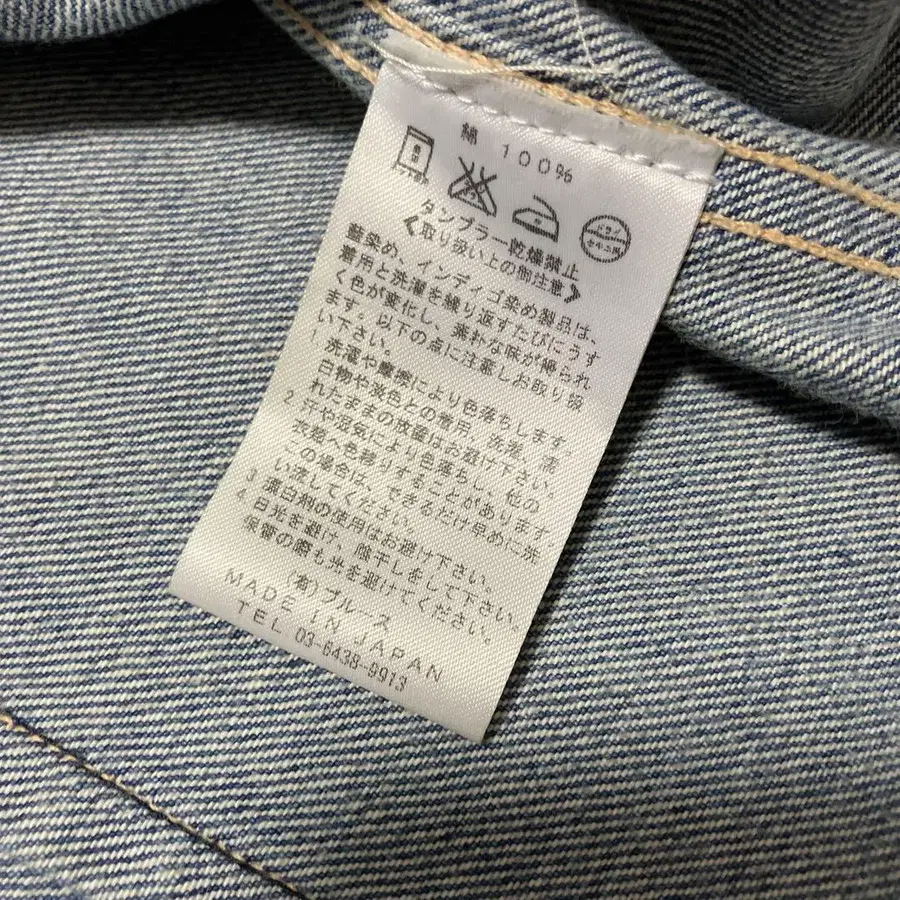 綿 100%
ドライ
セキユ系
タンブラー乾燥禁止
《取り扱い上の御注意》
藍染め、インディゴ染め製品は、
着用と洗濯を繰り返すたびにうす
く色が変化し、素朴な味が得られ
ます。以下の点に注意しお取り扱
い下さい。
1 洗濯や摩擦により色落ちします。
白物や淡色との着用、洗濯、濡
れたままの放置はお避け下さい。
2 汗や湿気により色落ちし、他の
衣類へ色移りすることがあります
この場合は、できるだけ早めに洗
い流してください。
3 漂白剤の使用はお避け下さい。
4 日光を避け、陰干しをして下さい。
保管の際も光を避けてください。
(有)ブルース
MADE IN JAPAN
TEL 03-6438-9913